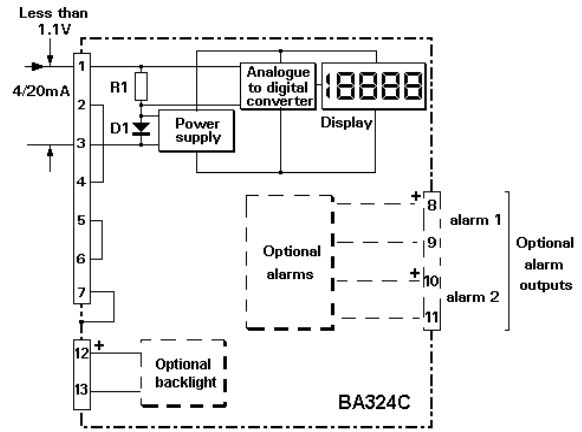 Less than
1.1V
4/20mA
1
2
3
4
5
6
7
12 +
13
R1
D1
Power
supply
Analogue
to digital
converter
18888
Display
Optional
alarms
Optional
backlight
+ 8
9
+ 10
11
alarm 1
alarm 2
Optional
alarm
outputs
BA324C